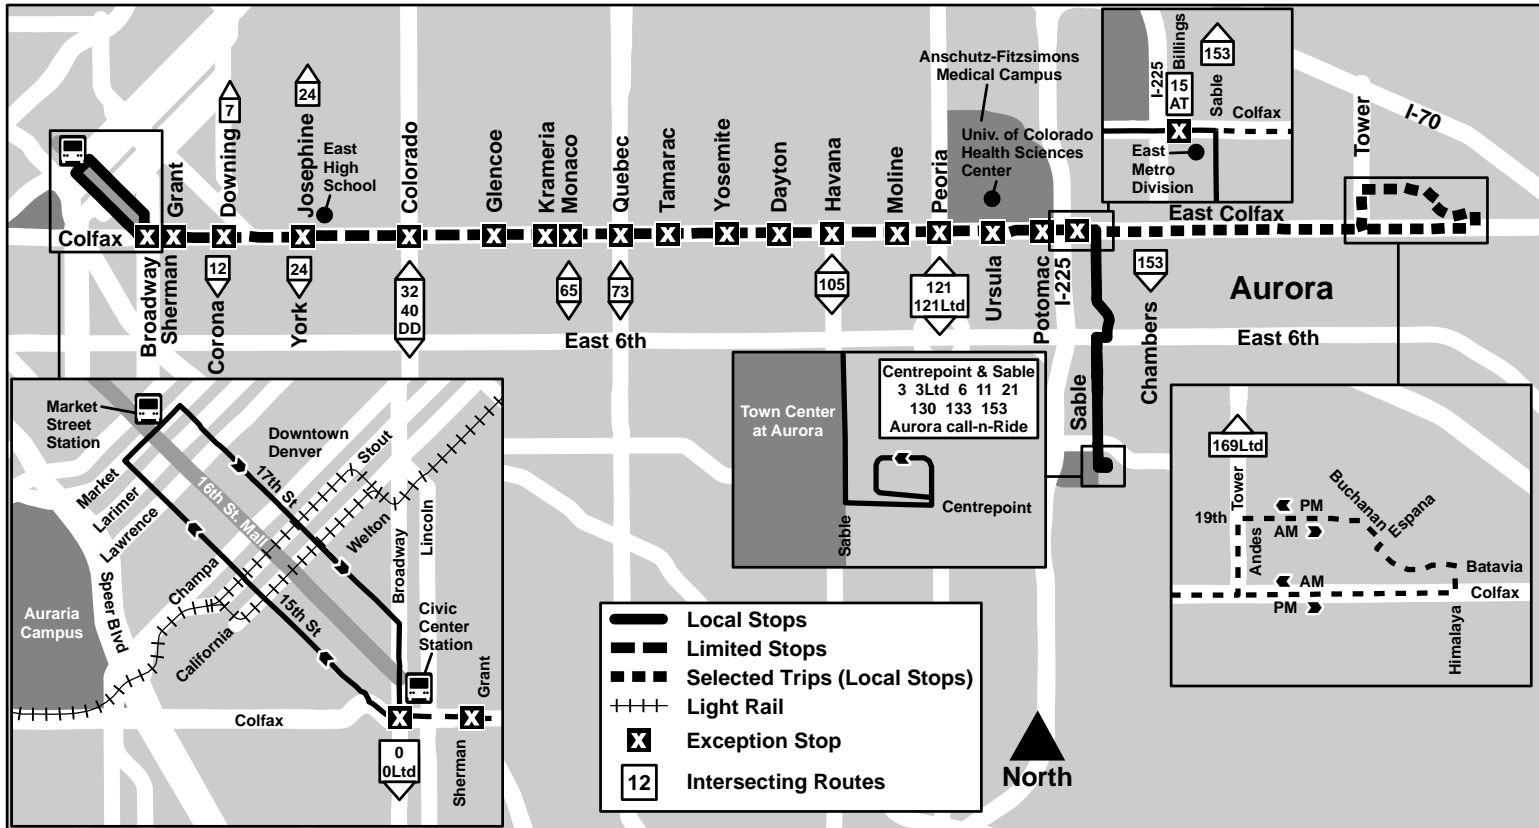 Anschutz-Fitzsimons
Medical Campus
Univ. of Colorado
Health Sciences
Center
I-225
Billings
15
AT
153
Sable
Colfax
East
Metro
Division
Tower
I-70
7
24
Downing
Josephine
East
High
School
Colorado
Glencoe
Krameria
Monaco
Quebec
Tamarac
Yosemite
Dayton
Havana
Moline
Peoria
Grant
Colfax
East Colfax
Broadway
Sherman
12
Corona
24
York
32
40
DD
65
73
105
121
121Ltd
Ursula
Potomac
I-225
153
Chambers
Aurora
East 6th
East 6th
Sable
Market
Street
Station
Downtown
Denver
Stout
17th St
16th St. Mall
Market
Larimer
Lawrence
Welton
Broadway
Lincoln
Champa
15th St
California
Speer Blvd
Auraria
Campus
Civic
Center
Station
Grant
Colfax
Sherman
0
0Ltd
Town Center
at Aurora
Centrepoint & Sable
3 3Ltd 6 11 21
130 133 153
Aurora call-n-Ride
Centrepoint
Sable
169Ltd
Tower
19th
Andes
PM
AM
Buchanan
Espana
Batavia
AM
PM
Colfax
Himalaya
Local Stops
Limited Stops
Selected Trips (Local Stops)
Light Rail
X Exception Stop
12 Intersecting Routes
North